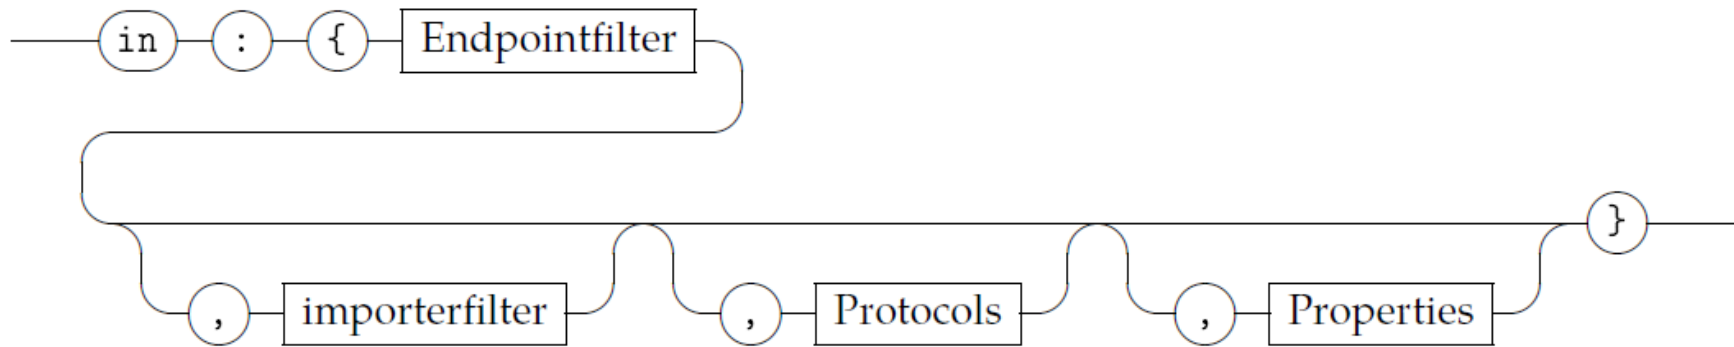 in : { Endpointfilter
}
, importerfilter , Protocols , Properties